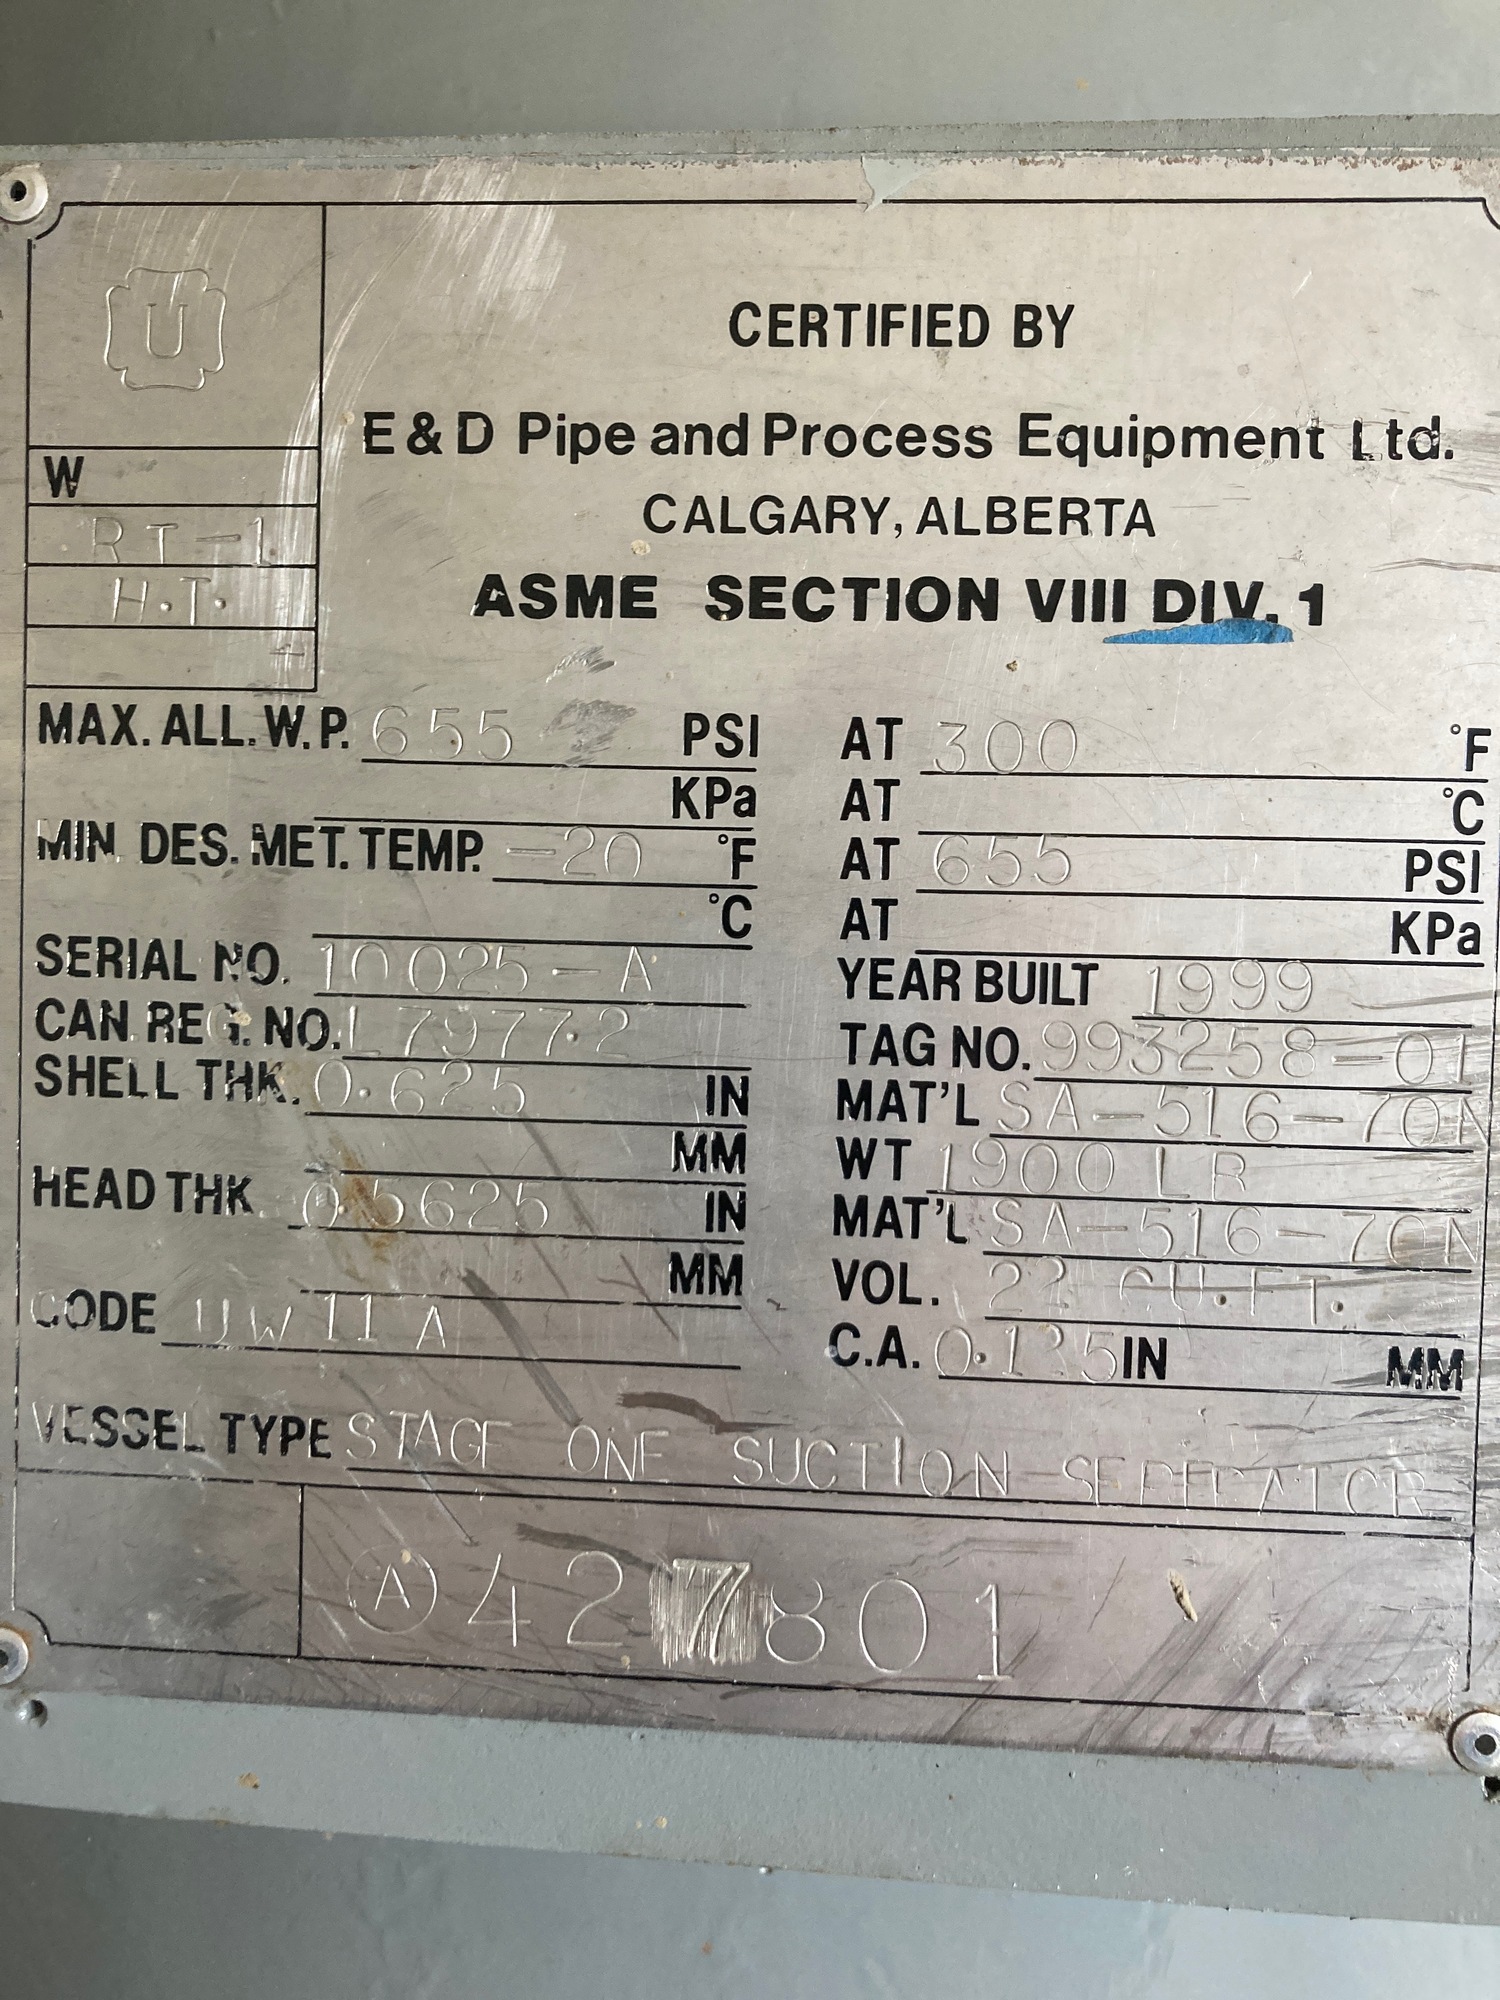 U
CERTIFIED BY
E & D Pipe and Process Equipment Ltd.
CALGARY, ALBERTA
ASME SECTION VIII DIV. 1
W
RT-1
H.T.
MAX. ALL. W. P. 655 PSI AT 300 °F
KPa AT °C
MIN. DES. MET. TEMP. -20 °F AT 655 PSI
°C AT KPa
SERIAL NO. 10025-A YEAR BUILT 1999
CAN. REG. NO. L7977.2 TAG NO. 993258-01
SHELL THK. 0.625 IN MAT'L SA-516-70N
MM WT 1900 LB
HEAD THK. 0.5625 IN MAT'L SA-516-70N
MM VOL. 22 CU.FT.
CODE UW 11 A C.A. 0.125 IN MM
VESSEL TYPE STAGE ONE SUCTION SEPERATOR
A 427801